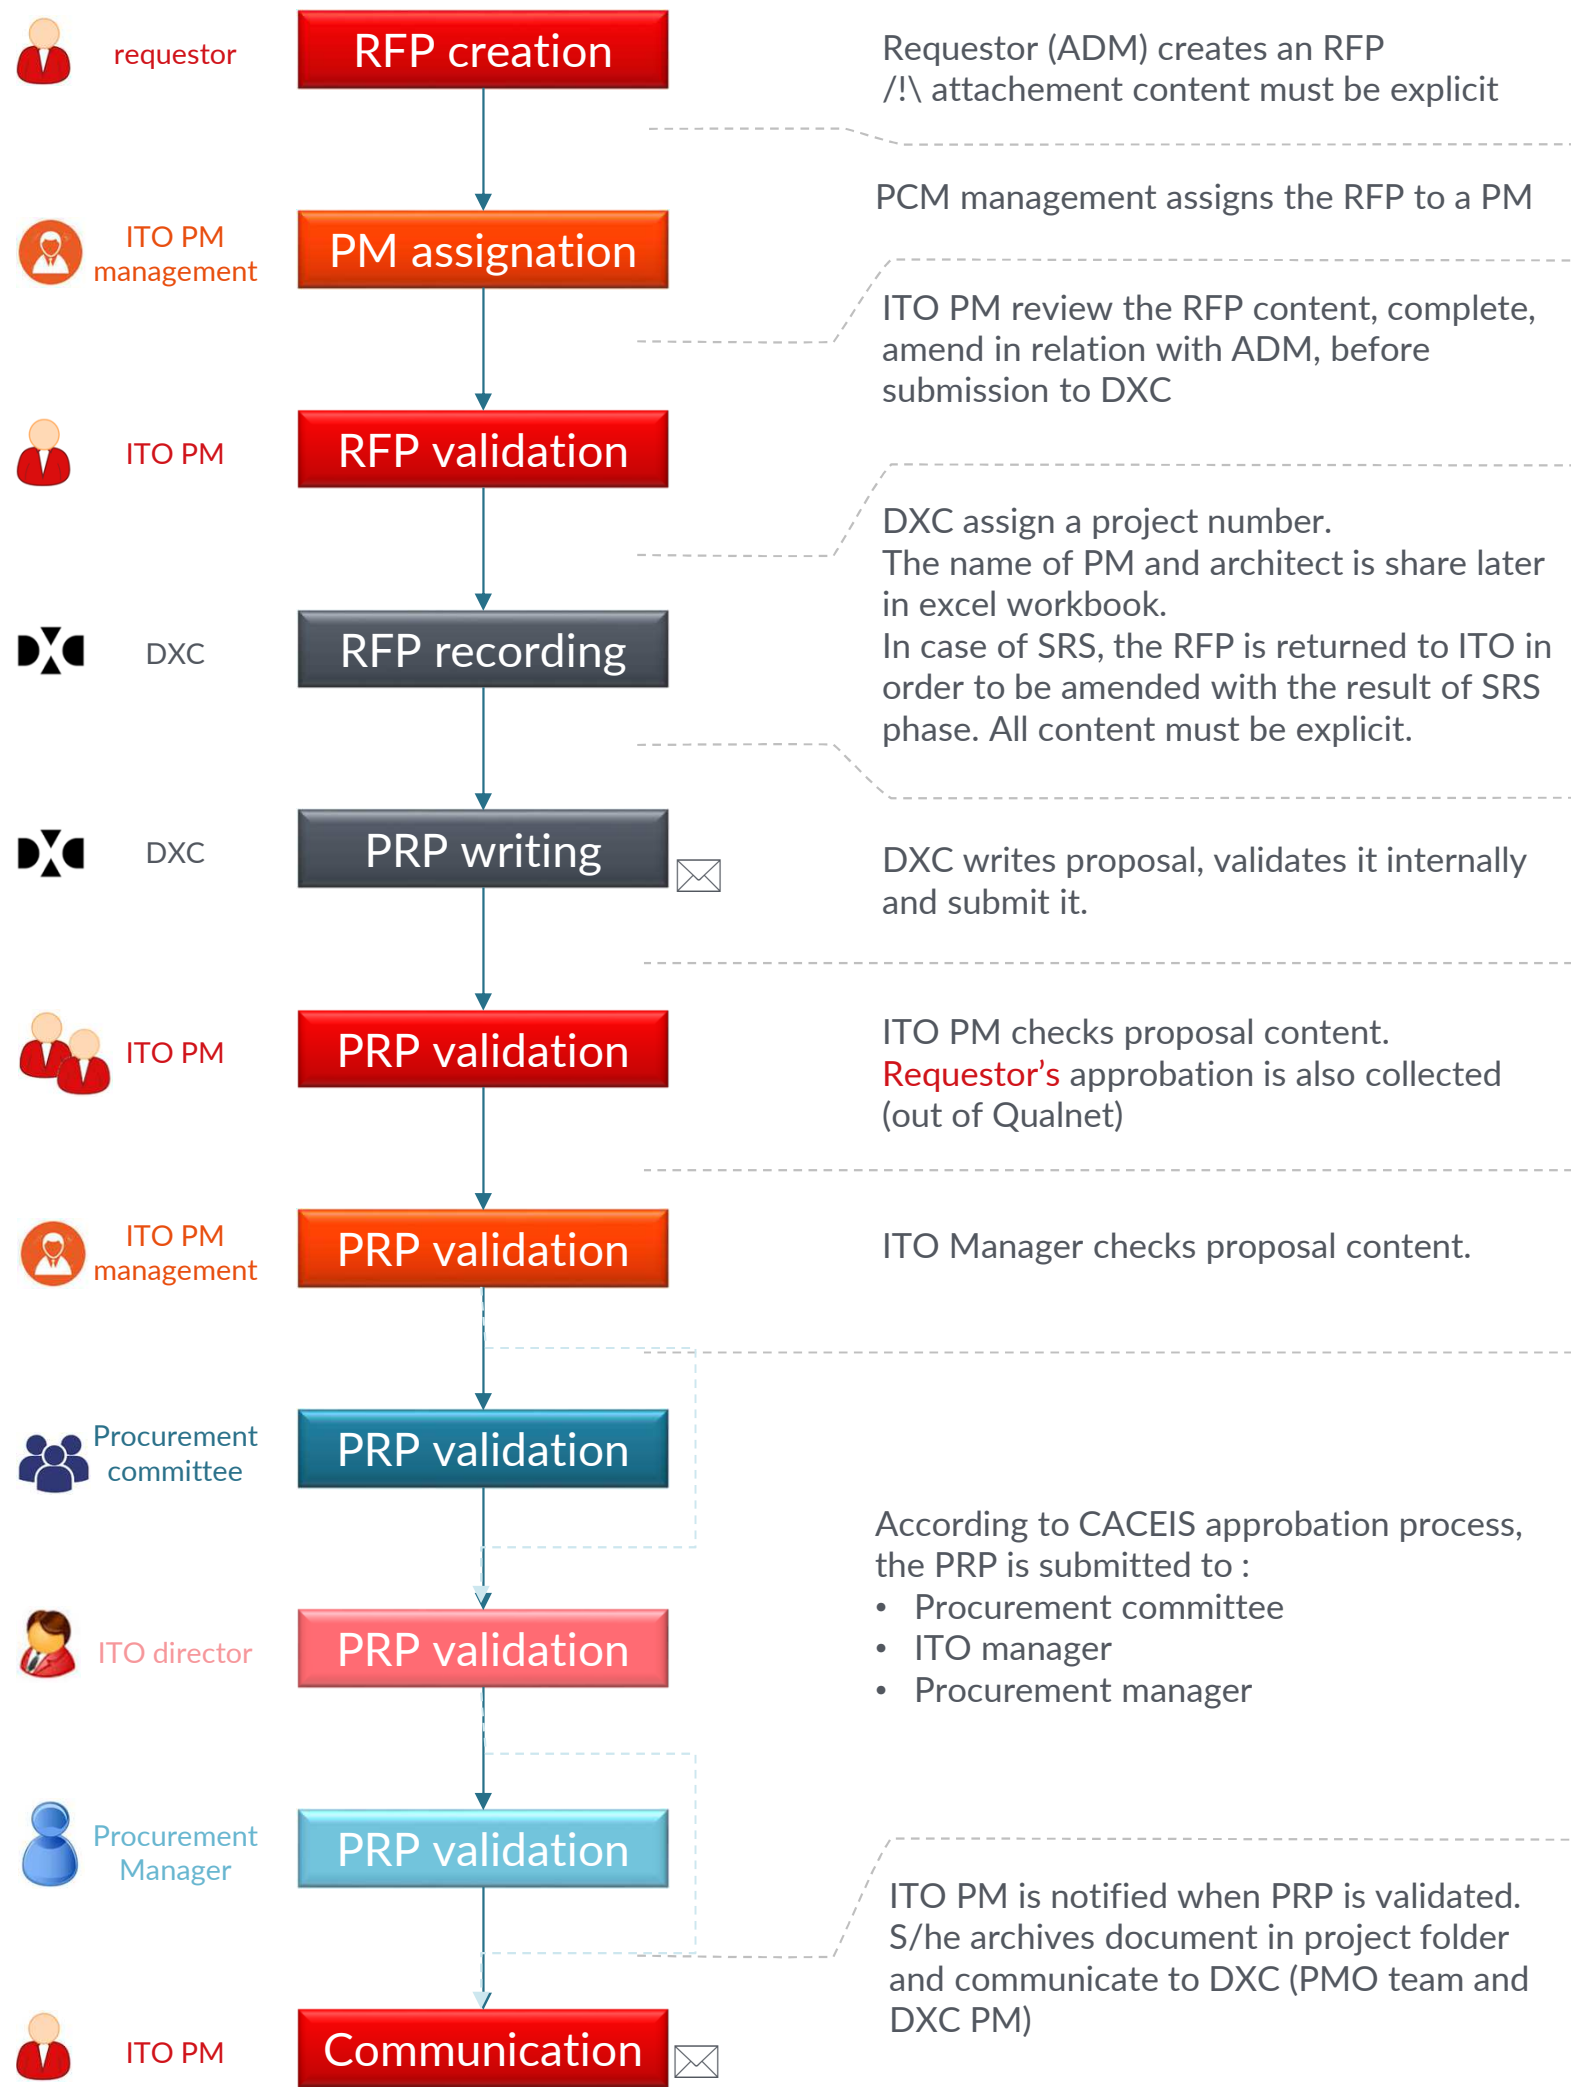 requestor
RFP creation
Requestor (ADM) creates an RFP
/!\ attachement content must be explicit
PCM management assigns the RFP to a PM
ITO PM
management
PM assignation
ITO PM review the RFP content, complete,
amend in relation with ADM, before
submission to DXC
ITO PM
RFP validation
DXC assign a project number.
The name of PM and architect is share later
in excel workbook.
In case of SRS, the RFP is returned to ITO in
order to be amended with the result of SRS
phase. All content must be explicit.
DXC
DXC
RFP recording
DXC
DXC
PRP writing
DXC writes proposal, validates it internally
and submit it.
ITO PM
PRP validation
ITO PM checks proposal content.
Requestor's approbation is also collected
(out of Qualnet)
ITO PM
management
PRP validation
ITO Manager checks proposal content.
Procurement
committee
PRP validation
According to CACEIS approbation process,
the PRP is submitted to :
• Procurement committee
• ITO manager
• Procurement manager
ITO director
PRP validation
Procurement
Manager
PRP validation
ITO PM is notified when PRP is validated.
S/he archives document in project folder
and communicate to DXC (PMO team and
DXC PM)
ITO PM
Communication